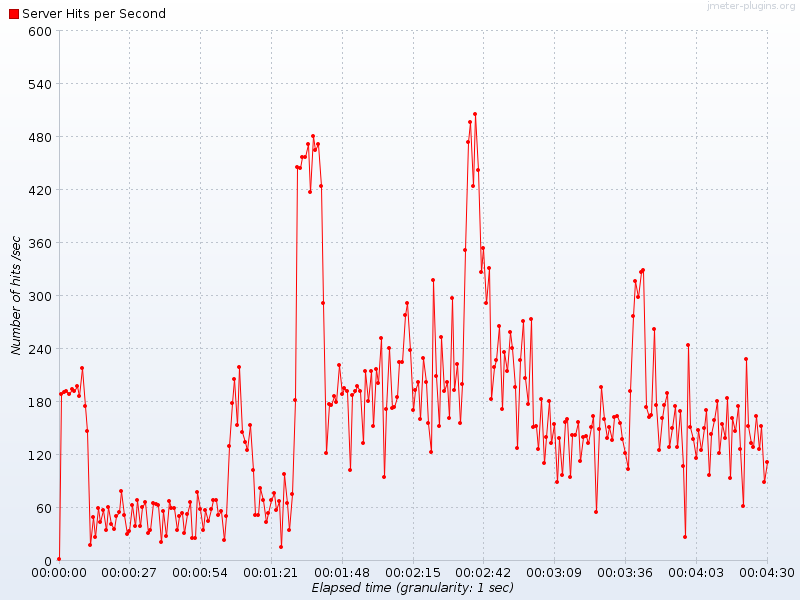 jmeter-plugins.org
Server Hits per Second
600
540
480
420
360
300
240
180
120
60
0
Number of hits /sec
00:00:00 00:00:27 00:00:54 00:01:21 00:01:48 00:02:15 00:02:42 00:03:09 00:03:36 00:04:03 00:04:30
Elapsed time (granularity: 1 sec)